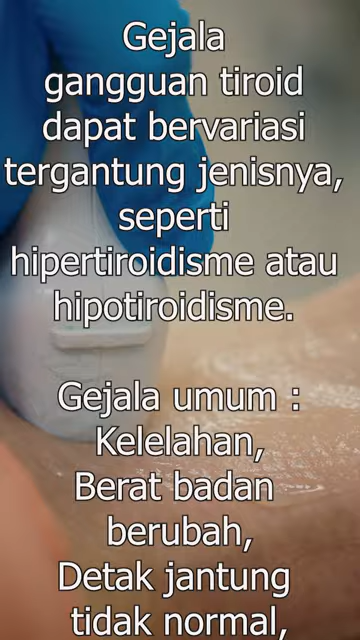 Gejala
gangguan tiroid
dapat bervariasi
tergantung jenisnya,
seperti
hipertiroidisme atau
hipotiroidisme.
Gejala umum :
Kelelahan,
Berat badan
berubah,
Detak jantung
tidak normal,